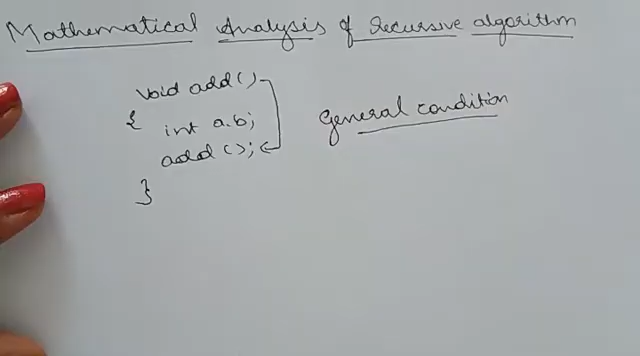 Mathematical Analysis of Recursive algorithm
void add()
{
int a.b;
add();
}
General condition